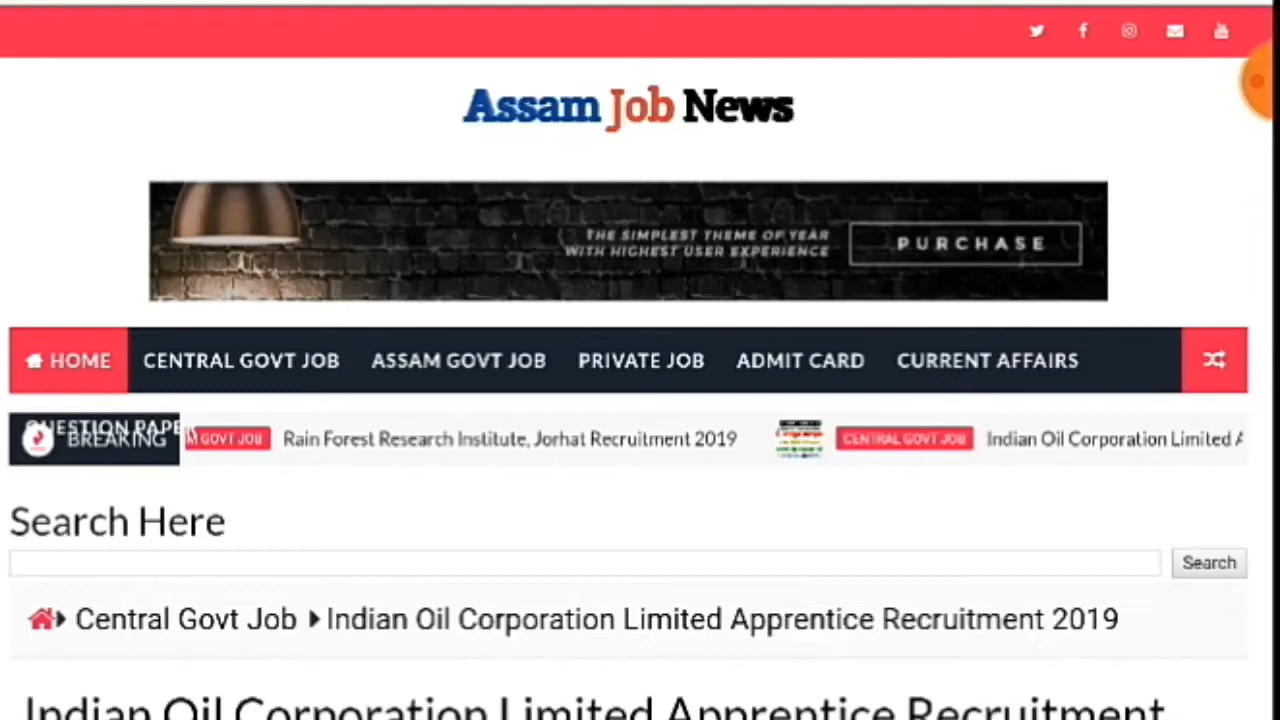 Assam Job News
THE SIMPLEST THEME OF YEAR
WITH HIGHEST USER EXPERIENCE
PURCHASE
HOME CENTRAL GOVT JOB ASSAM GOVT JOB PRIVATE JOB ADMIT CARD CURRENT AFFAIRS
QUESTION PAPER
BREAKING M GOVT JOB Rain Forest Research Institute, Jorhat Recruitment 2019 CENTRAL GOVT JOB Indian Oil Corporation Limited A
Search Here
Search
Central Govt Job Indian Oil Corporation Limited Apprentice Recruitment 2019
Indian Oil Corporation Limited Apprentice Recruitment